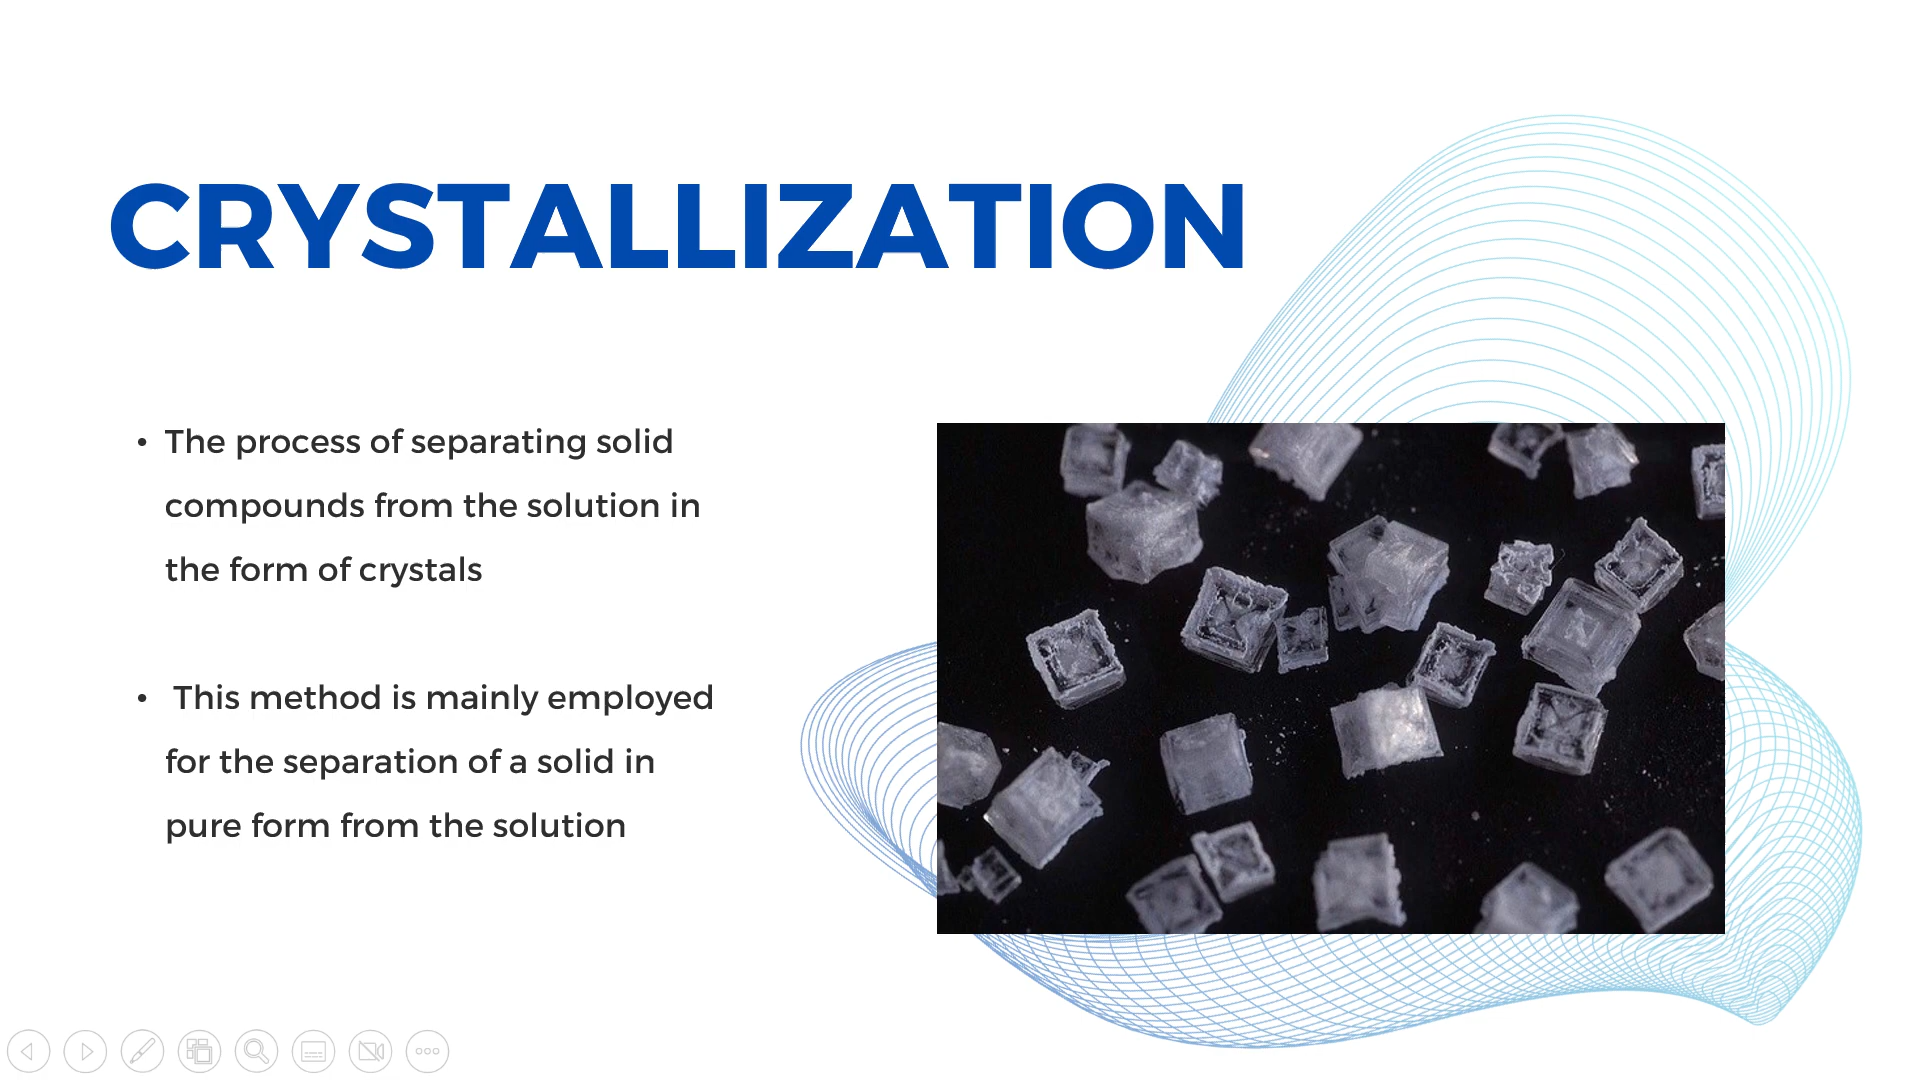 CRYSTALLIZATION
• The process of separating solid
compounds from the solution in
the form of crystals
• This method is mainly employed
for the separation of a solid in
pure form from the solution